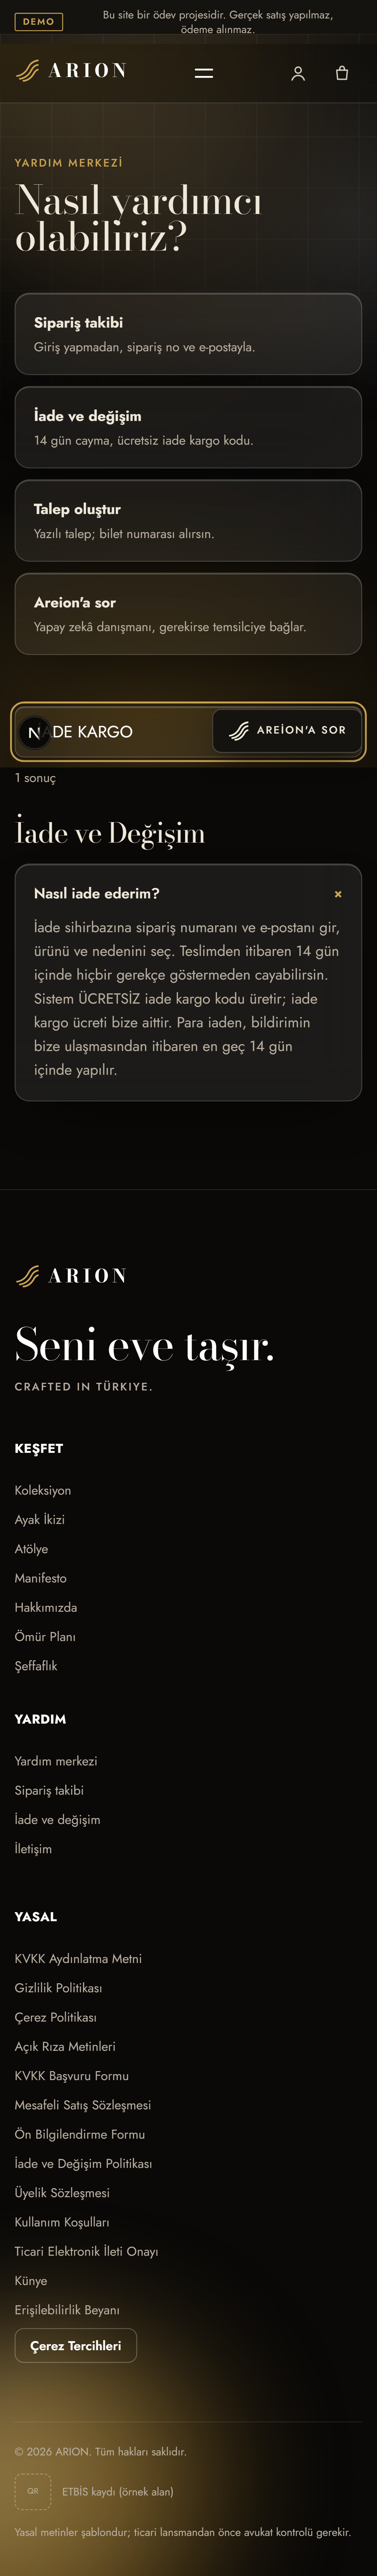 DEMO
Bu site bir ödev projesidir. Gerçek satış yapılmaz,
ödeme alınmaz.
ARION
YARDIM MERKEZİ
Nasıl yardımcı
olabiliriz?
Sipariş takibi
Giriş yapmadan, sipariş no ve e-postayla.
İade ve değişim
14 gün cayma, ücretsiz iade kargo kodu.
Talep oluştur
Yazılı talep; bilet numarası alırsın.
Areion'a sor
Yapay zekâ danışmanı, gerekirse temsilciye bağlar.
N
ADE KARGO
AREİON'A SOR
1 sonuç
İade ve Değişim
Nasıl iade ederim?
İade sihirbazına sipariş numaranı ve e-postanı gir,
ürünü ve nedenini seç. Teslimden itibaren 14 gün
içinde hiçbir gerekçe göstermeden cayabilirsin.
Sistem ÜCRETSİZ iade kargo kodu üretir; iade
kargo ücreti bize aittir. Para iaden, bildirimin
bize ulaşmasından itibaren en geç 14 gün
içinde yapılır.
ARION
Seni eve taşır.
CRAFTED IN TÜRKIYE.
KEŞFET
Koleksiyon
Ayak İkizi
Atölye
Manifesto
Hakkımızda
Ömür Planı
Şeffaflık
YARDIM
Yardım merkezi
Sipariş takibi
İade ve değişim
İletişim
YASAL
KVKK Aydınlatma Metni
Gizlilik Politikası
Çerez Politikası
Açık Rıza Metinleri
KVKK Başvuru Formu
Mesafeli Satış Sözleşmesi
Ön Bilgilendirme Formu
İade ve Değişim Politikası
Üyelik Sözleşmesi
Kullanım Koşulları
Ticari Elektronik İleti Onayı
Künye
Erişilebilirlik Beyanı
Çerez Tercihleri
© 2026 ARION. Tüm hakları saklıdır.
QR
ETBİS kaydı (örnek alan)
Yasal metinler şablondur; ticari lansmandan önce avukat kontrolü gerekir.